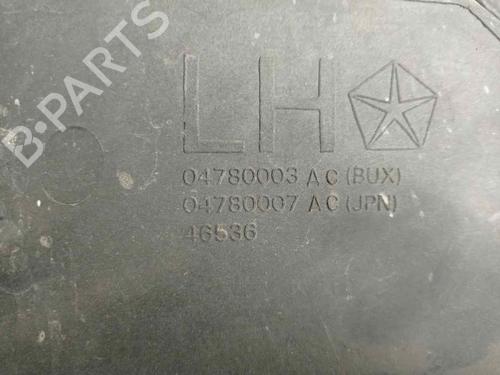 B-PARTS
LH
04780003 AC (BUX)
04780007 AC (JPN)
46536